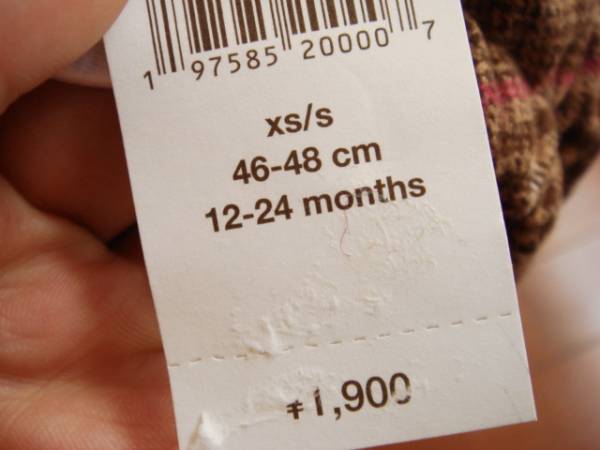 1 97585 20000 7
xs/s
46-48 cm
12-24 months
¥1,900